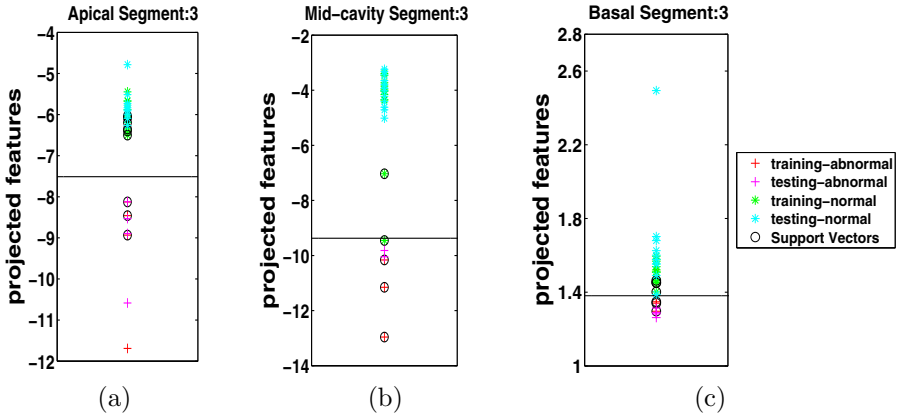 Apical Segment:3
projected features
−4
−5
−6
−7
−8
−9
−10
−11
−12
(a)
Mid−cavity Segment:3
projected features
−2
−4
−6
−8
−10
−12
−14
(b)
Basal Segment:3
projected features
2.8
2.6
2.2
1.8
1.4
1
(c)
training−abnormal
testing−abnormal
training−normal
testing−normal
Support Vectors